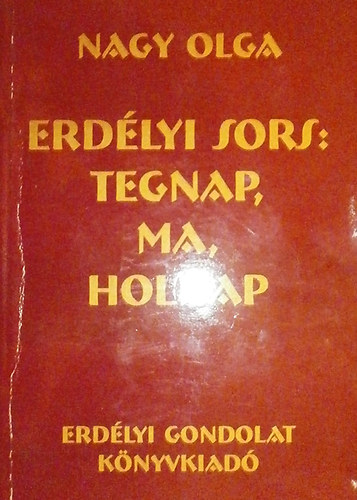 NAGY OLGA
ERDÉLYI SORS:
TEGNAP,
MA,
HOLNAP
ERDÉLYI GONDOLAT
KÖNYVKIADÓ